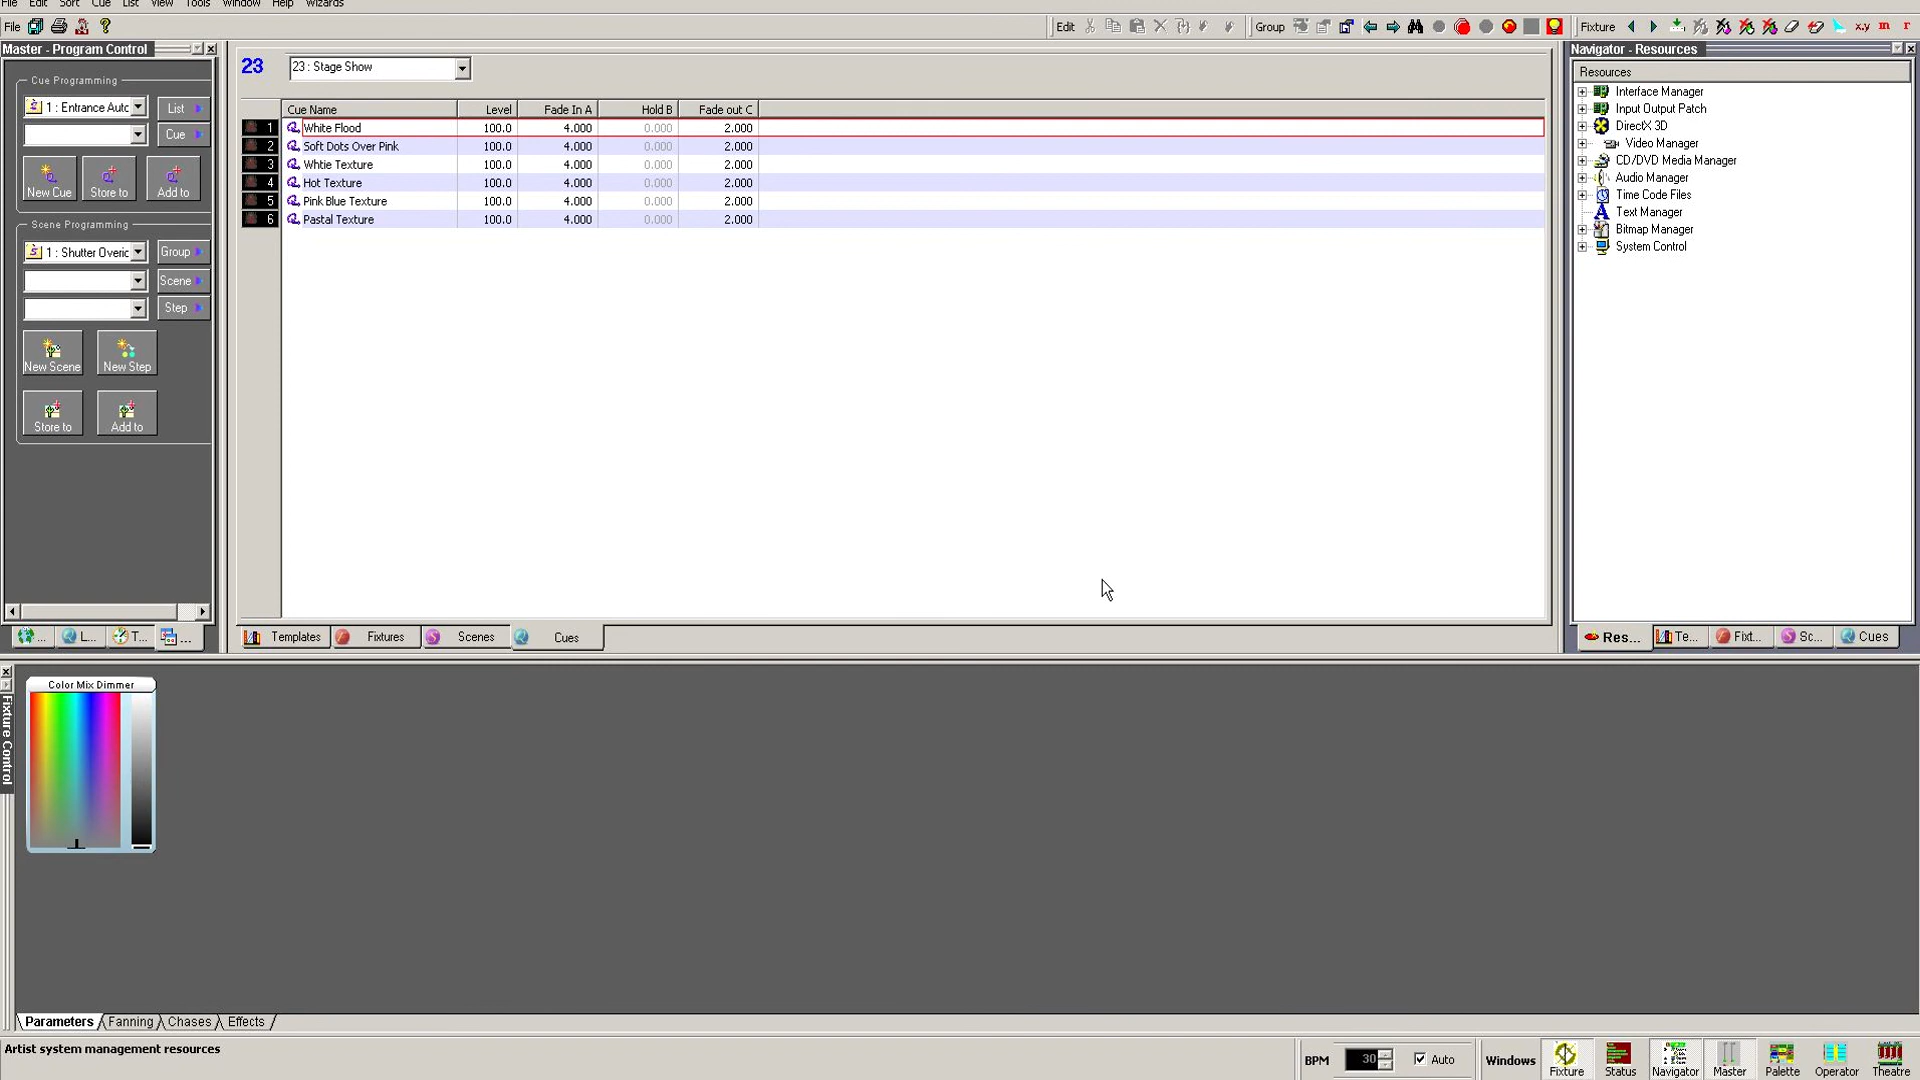 File Edit Sort Cue List View Tools Window Help Wizards
File Edit Group Fixture x,y m r
Master - Program Control
Cue Programming
1 : Entrance Autc List
Cue
New Cue Store to Add to
Scene Programming
1 : Shutter Overic Group
Scene
Step
New Scene New Step
Store to Add to
... L... T... ...
23 23 : Stage Show
Cue Name Level Fade In A Hold B Fade out C
1 White Flood 100.0 4.000 0.000 2.000
2 Soft Dots Over Pink 100.0 4.000 0.000 2.000
3 Whtie Texture 100.0 4.000 0.000 2.000
4 Hot Texture 100.0 4.000 0.000 2.000
5 Pink Blue Texture 100.0 4.000 0.000 2.000
6 Pastal Texture 100.0 4.000 0.000 2.000
Templates Fixtures Scenes Cues
Navigator - Resources
Resources
Interface Manager
Input Output Patch
DirectX 3D
Video Manager
CD/DVD Media Manager
Audio Manager
Time Code Files
Text Manager
Bitmap Manager
System Control
Res... Te... Fixt... Sc... Cues
Fixture Control
Color Mix Dimmer
Parameters Fanning Chases Effects
Artist system management resources
BPM 30 Auto Windows Fixture Status Navigator Master Palette Operator Theatre